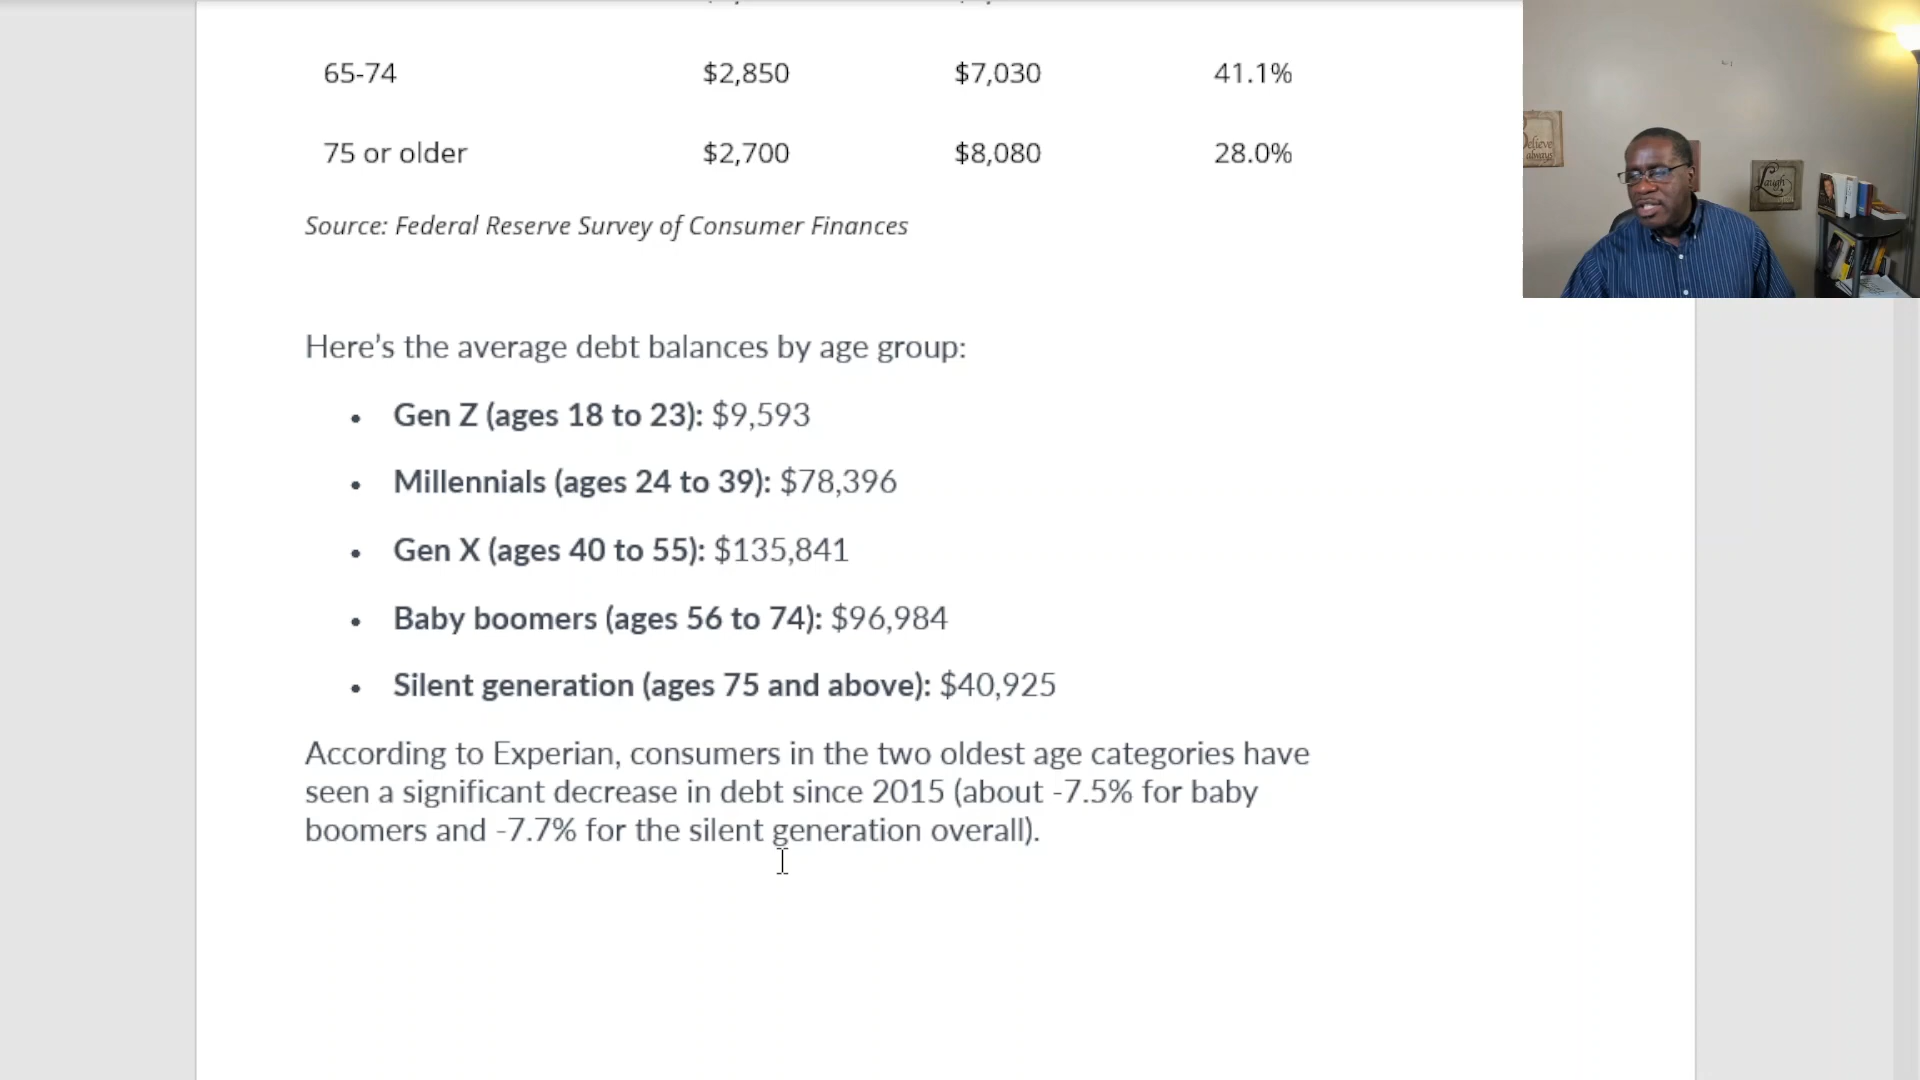 65-74 $2,850 $7,030 41.1%
75 or older $2,700 $8,080 28.0%
Source: Federal Reserve Survey of Consumer Finances
Here’s the average debt balances by age group:
• Gen Z (ages 18 to 23): $9,593
• Millennials (ages 24 to 39): $78,396
• Gen X (ages 40 to 55): $135,841
• Baby boomers (ages 56 to 74): $96,984
• Silent generation (ages 75 and above): $40,925
According to Experian, consumers in the two oldest age categories have
seen a significant decrease in debt since 2015 (about -7.5% for baby
boomers and -7.7% for the silent generation overall).
Believe
always
Laugh